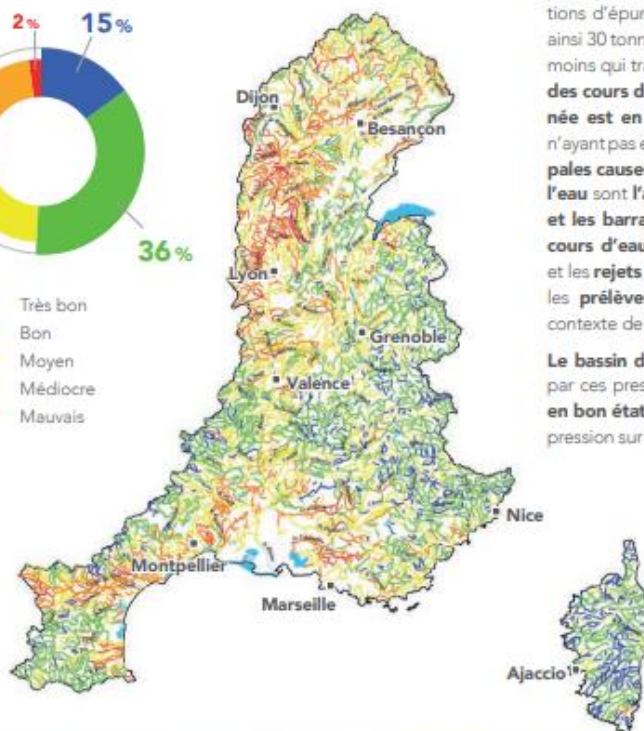 2%
15%
36%
Très bon
Bon
Moyen
Médiocre
Mauvais
Dijon
Besançon
Lyon
Grenoble
Valence
Nice
Montpellier
Marseille
Ajaccio
tions d'épur
ainsi 30 tonn
moins qui tra
des cours d
née est en
n'ayant pas e
pales cause
l'eau sont l'a
et les barra
cours d'eau
et les rejets
les prélève
contexte de
Le bassin d
par ces pres
en bon état
pression sur